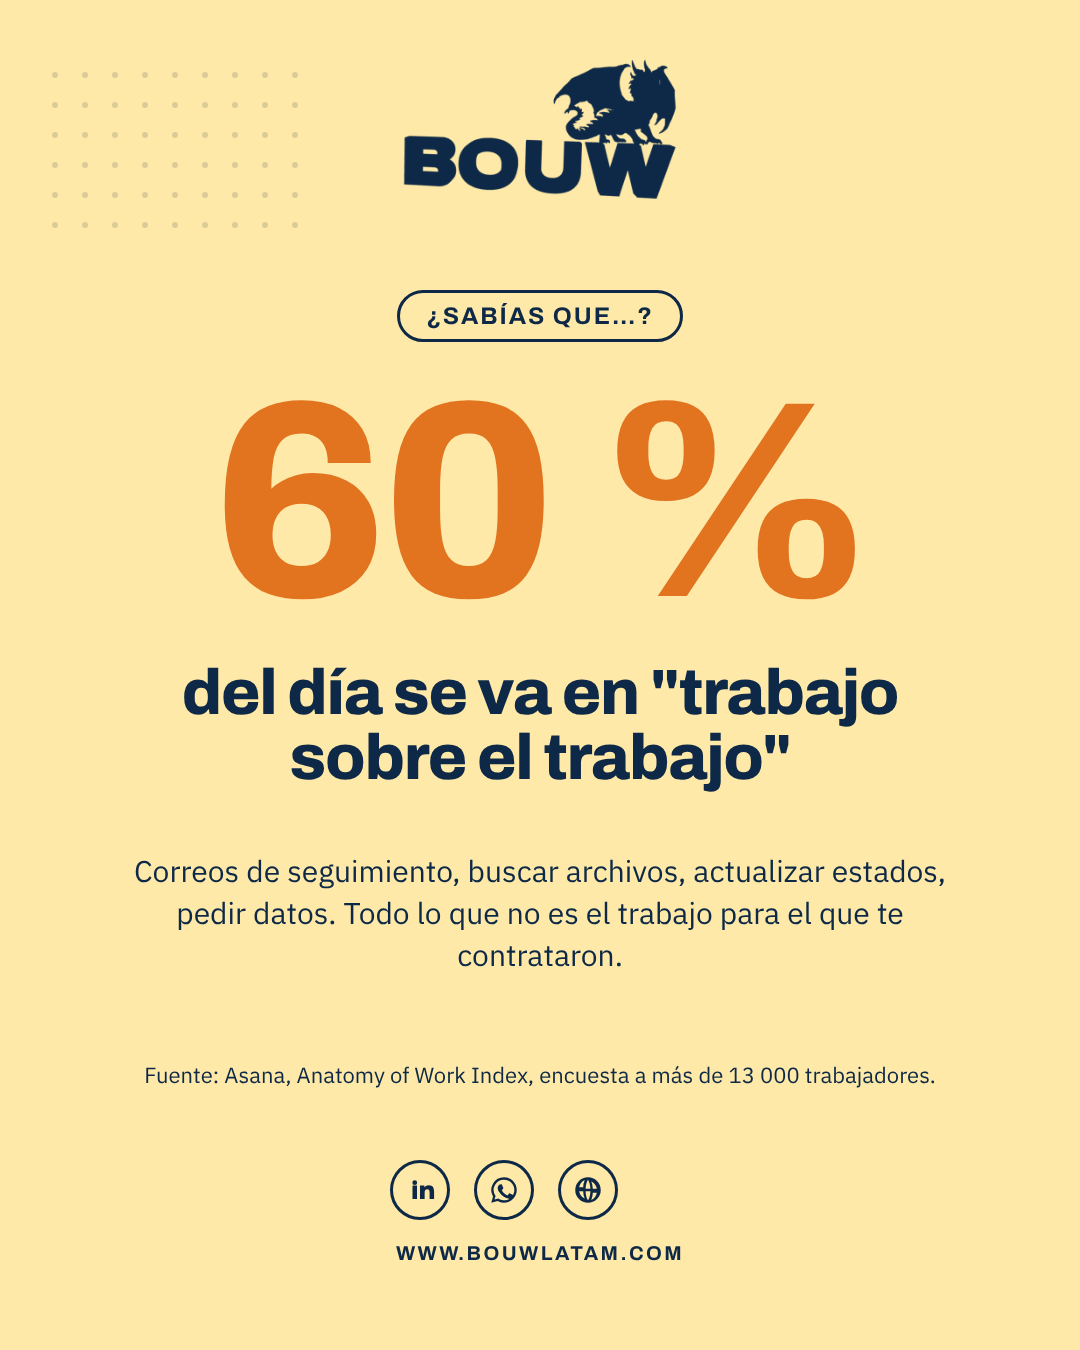 BOUW
¿SABÍAS QUE...?
60 %
del día se va en "trabajo
sobre el trabajo"
Correos de seguimiento, buscar archivos, actualizar estados,
pedir datos. Todo lo que no es el trabajo para el que te
contrataron.
Fuente: Asana, Anatomy of Work Index, encuesta a más de 13 000 trabajadores.
in
WWW.BOUWLATAM.COM